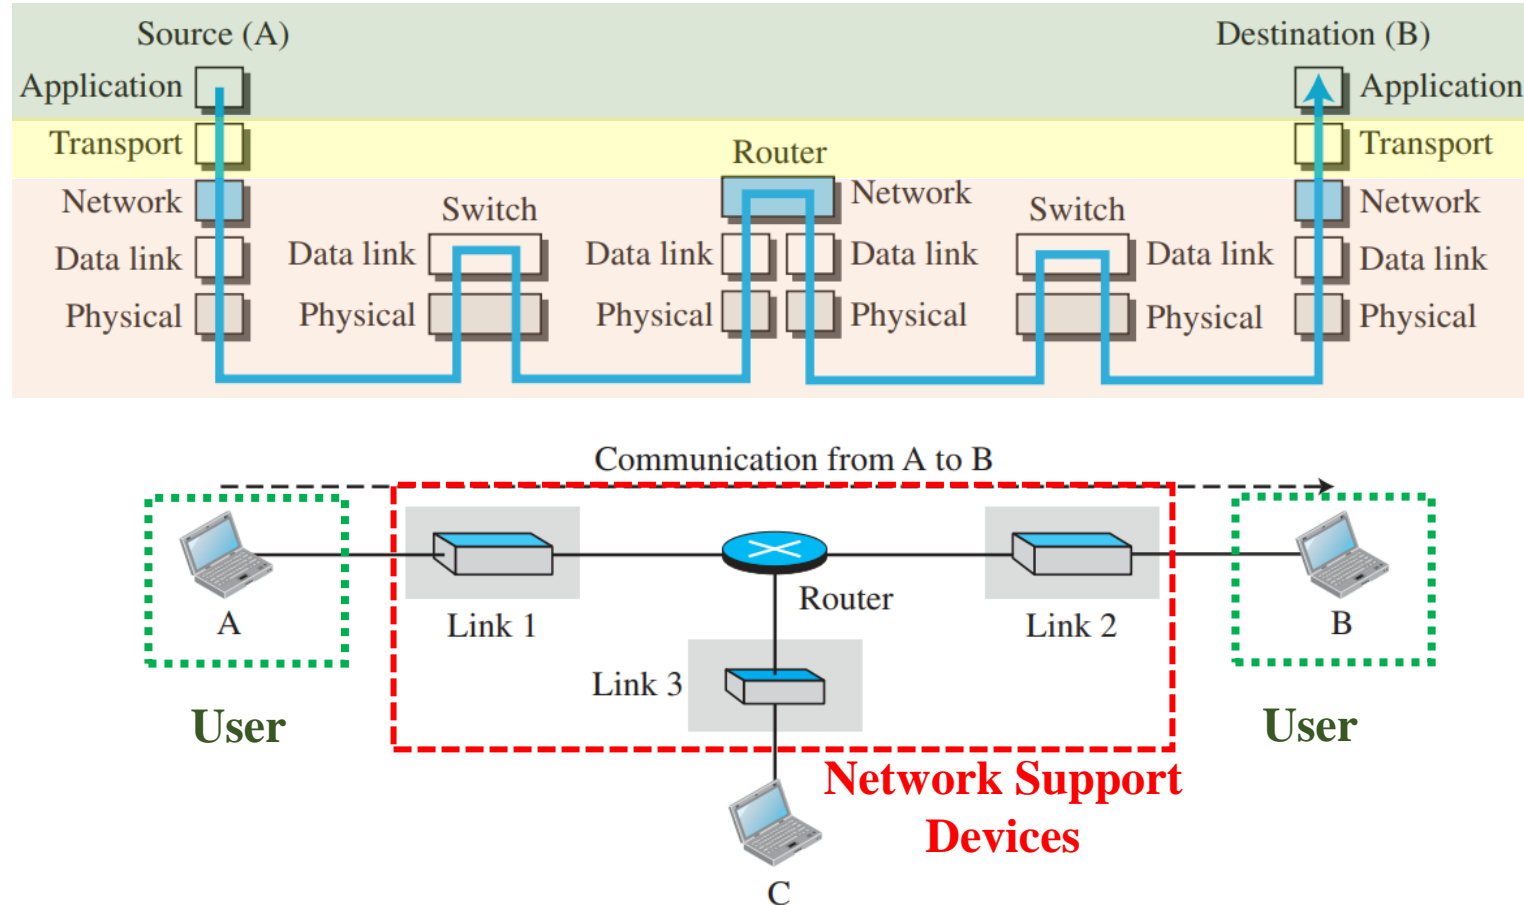 Source (A)
Destination (B)
Application
Application
Transport
Router
Transport
Network
Switch
Network
Switch
Network
Data link
Data link
Data link
Data link
Data link
Data link
Physical
Physical
Physical
Physical
Physical
Physical
Communication from A to B
A
Link 1
Router
Link 2
B
Link 3
User
User
Network Support
Devices
C